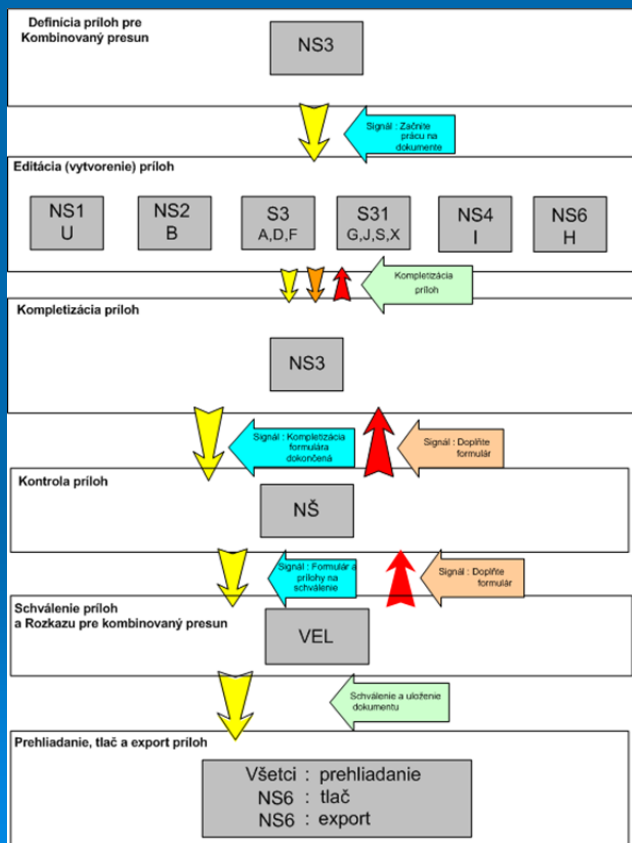 Definícia príloh pre
Kombinovaný presun
NS3
Signál : Začnite
prácu na
dokumente
Editácia (vytvorenie) príloh
NS1
U
NS2
B
S3
A,D,F
S31
G,J,S,X
NS4
I
NS6
H
Kompletizácia
príloh
Kompletizácia príloh
NS3
Signál : Kompletizácia
formulára
dokončená
Signál : Doplňte
formulár
Kontrola príloh
NŠ
Signál : Formulár a
prílohy na
schválenie
Signál : Doplňte
formulár
Schválenie príloh
a Rozkazu pre kombinovaný presun
VEL
Schválenie a uloženie
dokumentu
Prehliadanie, tlač a export príloh
Všetci : prehliadanie
NS6 : tlač
NS6 : export